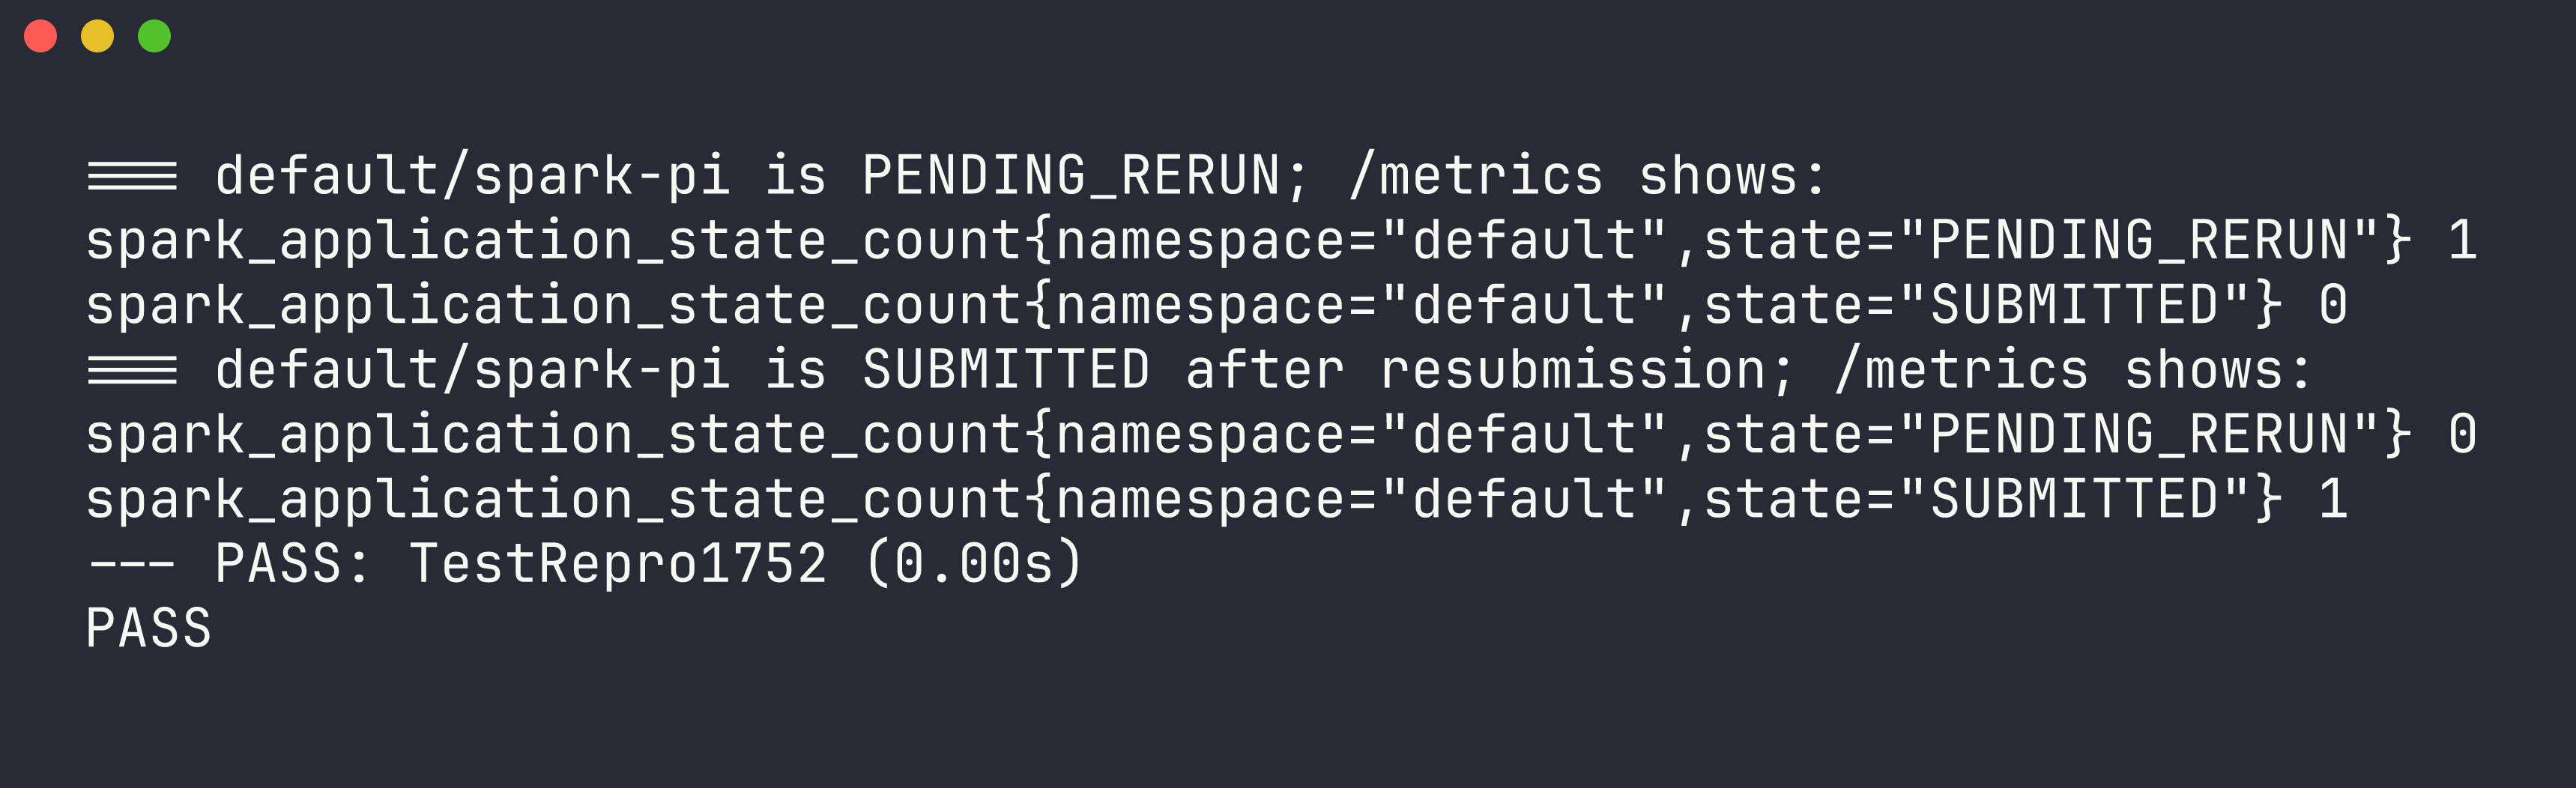 === default/spark-pi is PENDING_RERUN; /metrics shows:
spark_application_state_count{namespace="default",state="PENDING_RERUN"} 1
spark_application_state_count{namespace="default",state="SUBMITTED"} 0
=== default/spark-pi is SUBMITTED after resubmission; /metrics shows:
spark_application_state_count{namespace="default",state="PENDING_RERUN"} 0
spark_application_state_count{namespace="default",state="SUBMITTED"} 1
--- PASS: TestRepro1752 (0.00s)
PASS